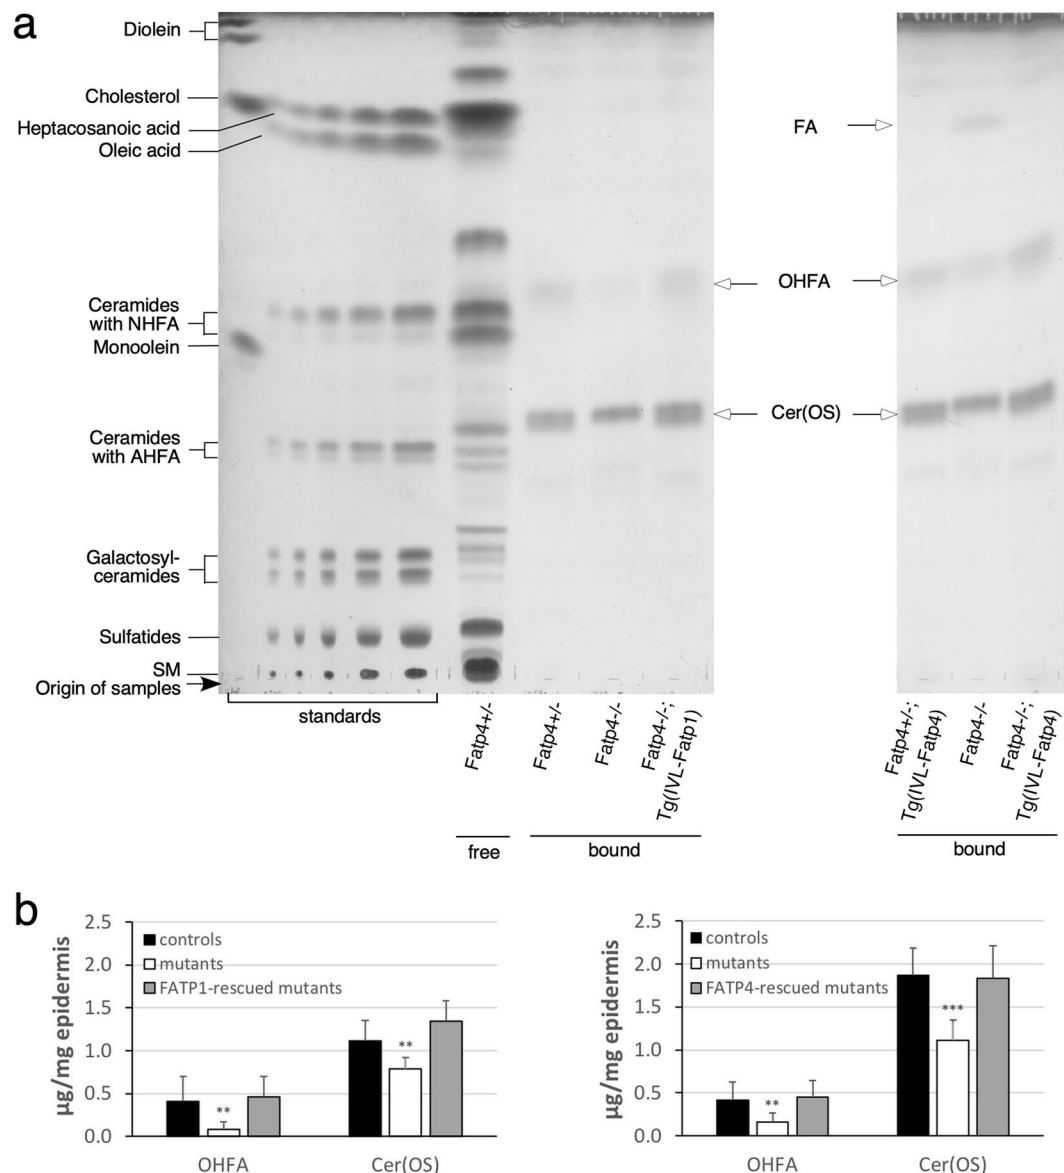 a
Diolein
Cholesterol
Heptacosanoic acid
Oleic acid
Ceramides
with NHFA
Monoolein
Ceramides
with AHFA
Galactosyl-
ceramides
Sulfatides
SM
Origin of samples
standards
FA
OHFA
Cer(OS)
Fatp4+/-
Fatp4+/-
Fatp4-/-
Fatp4-/-;
Tg(IVL-Fatp1)
Fatp4+/-;
Tg(IVL-Fatp4)
Fatp4-/-
Fatp4-/-;
Tg(IVL-Fatp4)
free
bound
bound
b
µg/mg epidermis
2.5
2.0
1.5
1.0
0.5
0.0
controls
mutants
FATP1-rescued mutants
**
**
OHFA
Cer(OS)
µg/mg epidermis
2.5
2.0
1.5
1.0
0.5
0.0
controls
mutants
FATP4-rescued mutants
**
***
OHFA
Cer(OS)